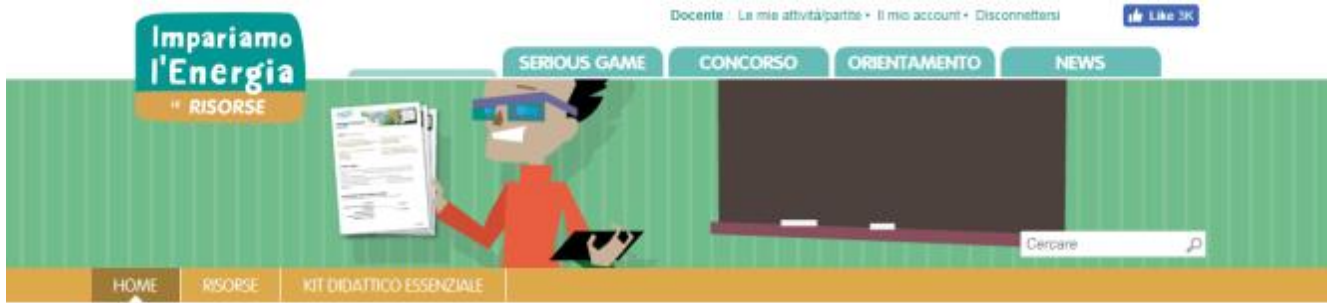 Docente : Le mie attività/partite • Il mio account • Disconnettersi
Like 3K
Impariamo
l'Energia
RISORSE
SERIOUS GAME
CONCORSO
ORIENTAMENTO
NEWS
Cercare
HOME
RISORSE
KIT DIDATTICO ESSENZIALE